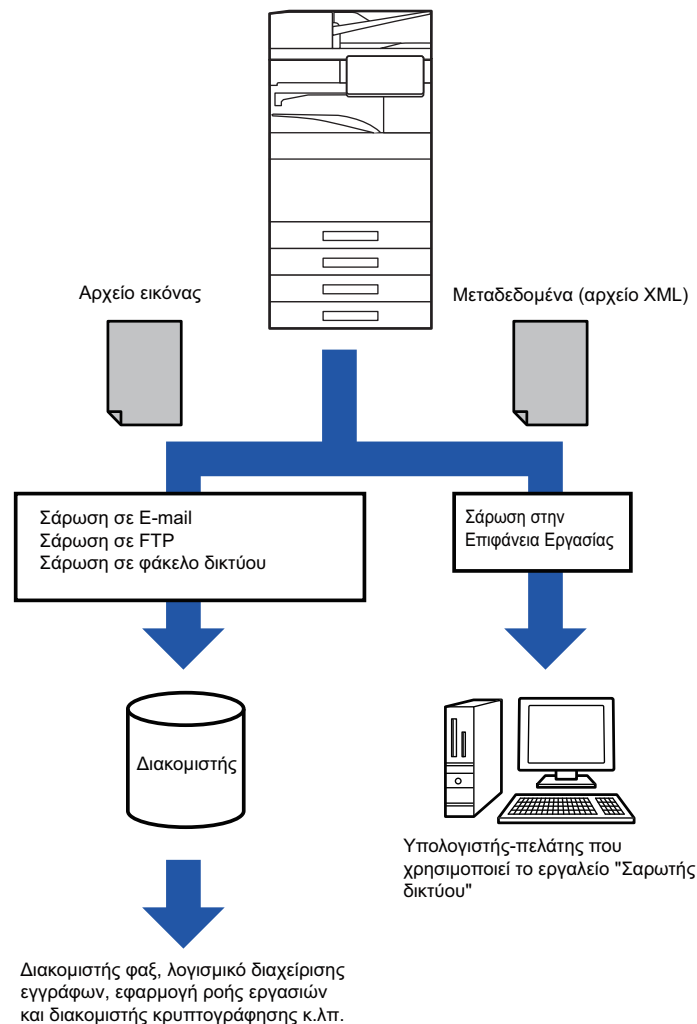 Αρχείο εικόνας
Μεταδεδομένα (αρχείο XML)
Σάρωση σε E-mail
Σάρωση σε FTP
Σάρωση σε φάκελο δικτύου
Σάρωση στην
Επιφάνεια Εργασίας
Διακομιστής
Υπολογιστής-πελάτης που
χρησιμοποιεί το εργαλείο "Σαρωτής
δικτύου"
Διακομιστής φαξ, λογισμικό διαχείρισης
εγγράφων, εφαρμογή ροής εργασιών
και διακομιστής κρυπτογράφησης κ.λπ.